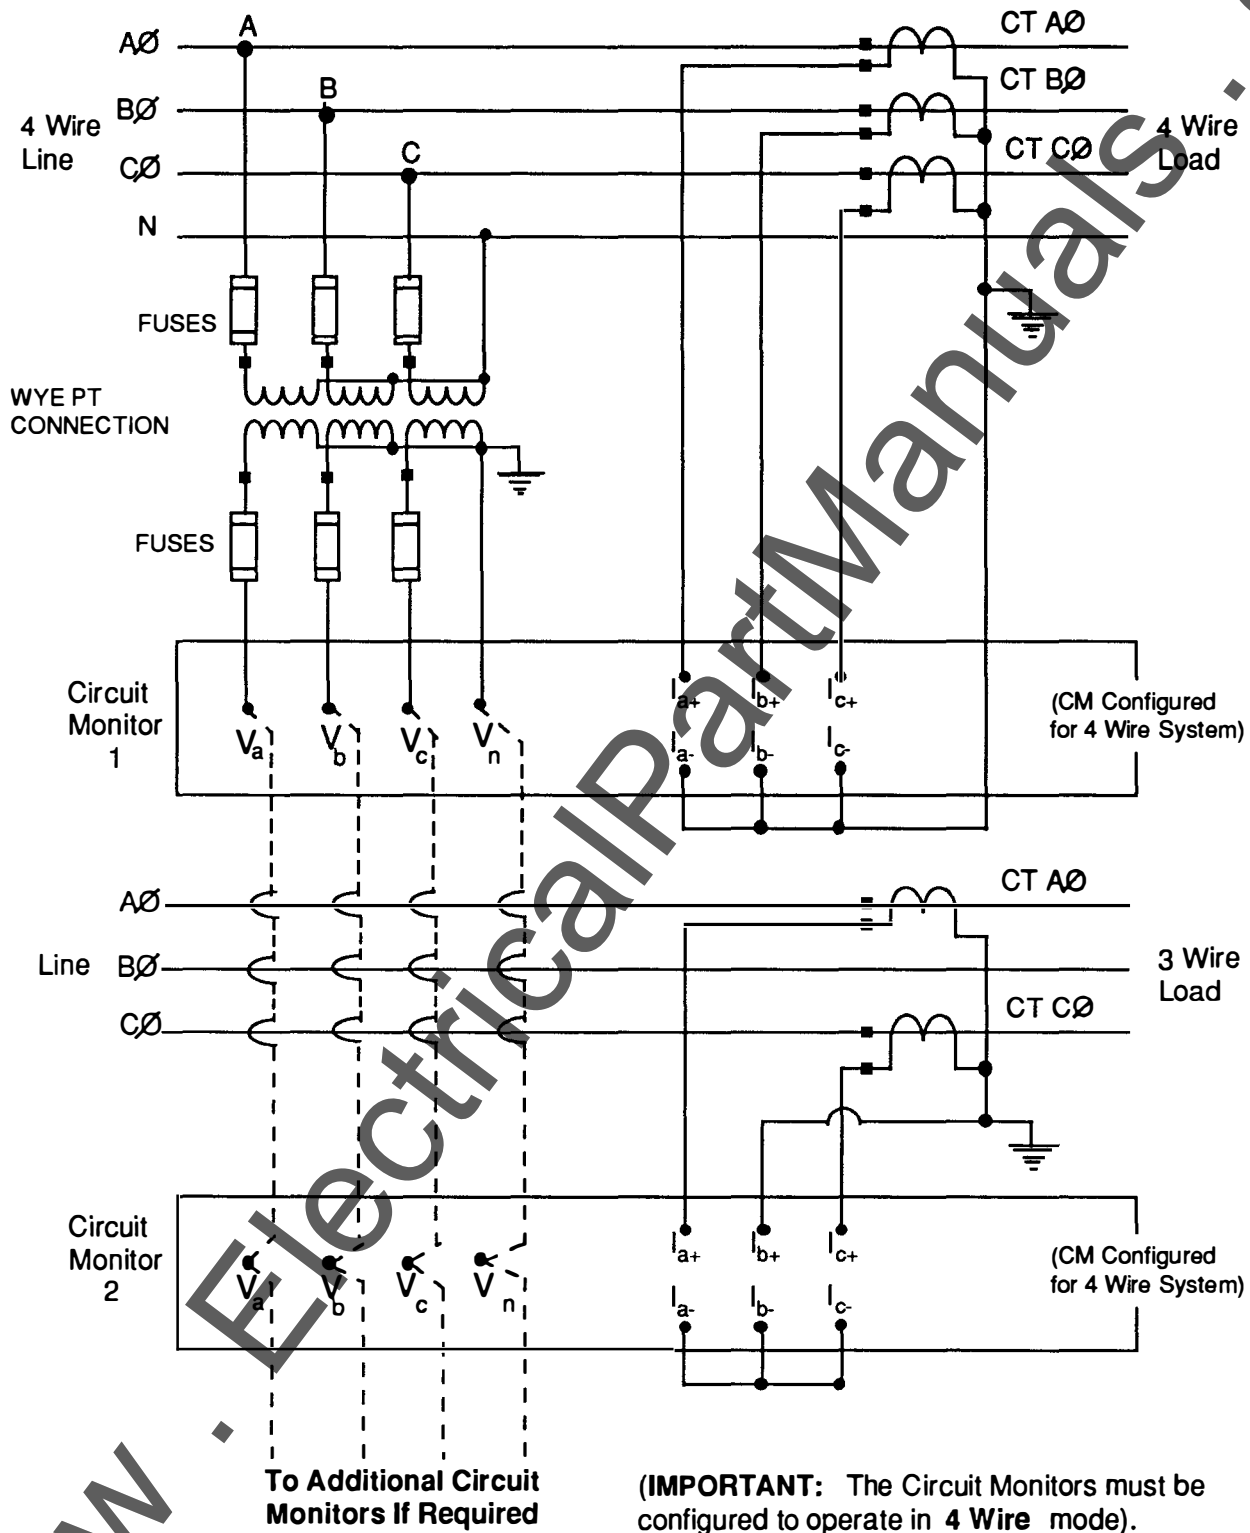 A
AØ
CT AØ
B
BØ
CT BØ
4 Wire
Line
4 Wire
Load
C
CØ
CT CØ
N
FUSES
WYE PT
CONNECTION
FUSES
Circuit
Monitor
1
Va
Vb
Vc
Vn
Ia+
Ib+
Ic+
Ia-
Ib-
Ic-
(CM Configured
for 4 Wire System)
AØ
CT AØ
Line
BØ
3 Wire
Load
CØ
CT CØ
Circuit
Monitor
2
Va
Vb
Vc
Vn
Ia+
Ib+
Ic+
Ia-
Ib-
Ic-
(CM Configured
for 4 Wire System)
To Additional Circuit
Monitors If Required
(IMPORTANT: The Circuit Monitors must be
configured to operate in 4 Wire mode).
w . ElectricalPartManuals .